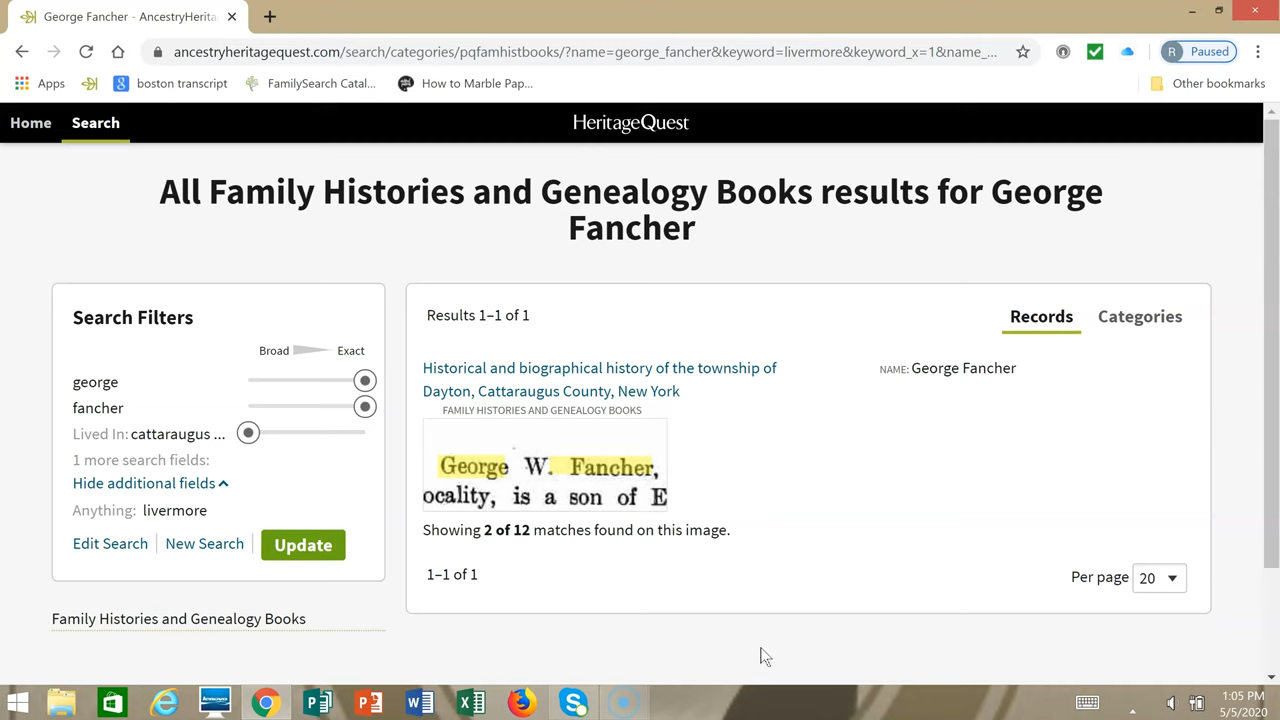 George Fancher - AncestryHerita
ancestryheritagequest.com/search/categories/pqfamhistbooks/?name=george_fancher&keyword=livermore&keyword_x=1&name_...
R Paused
Apps
boston transcript
FamilySearch Catal...
How to Marble Pap...
Other bookmarks
Home
Search
HeritageQuest
All Family Histories and Genealogy Books results for George
Fancher
Search Filters
Broad
Exact
george
fancher
Lived In: cattaraugus ...
1 more search fields:
Hide additional fields
Anything: livermore
Edit Search
New Search
Update
Family Histories and Genealogy Books
Results 1–1 of 1
Records
Categories
Historical and biographical history of the township of
Dayton, Cattaraugus County, New York
FAMILY HISTORIES AND GENEALOGY BOOKS
NAME: George Fancher
George W. Fancher,
ocality, is a son of E
Showing 2 of 12 matches found on this image.
1–1 of 1
Per page 20
lenovo
1:05 PM
5/5/2020